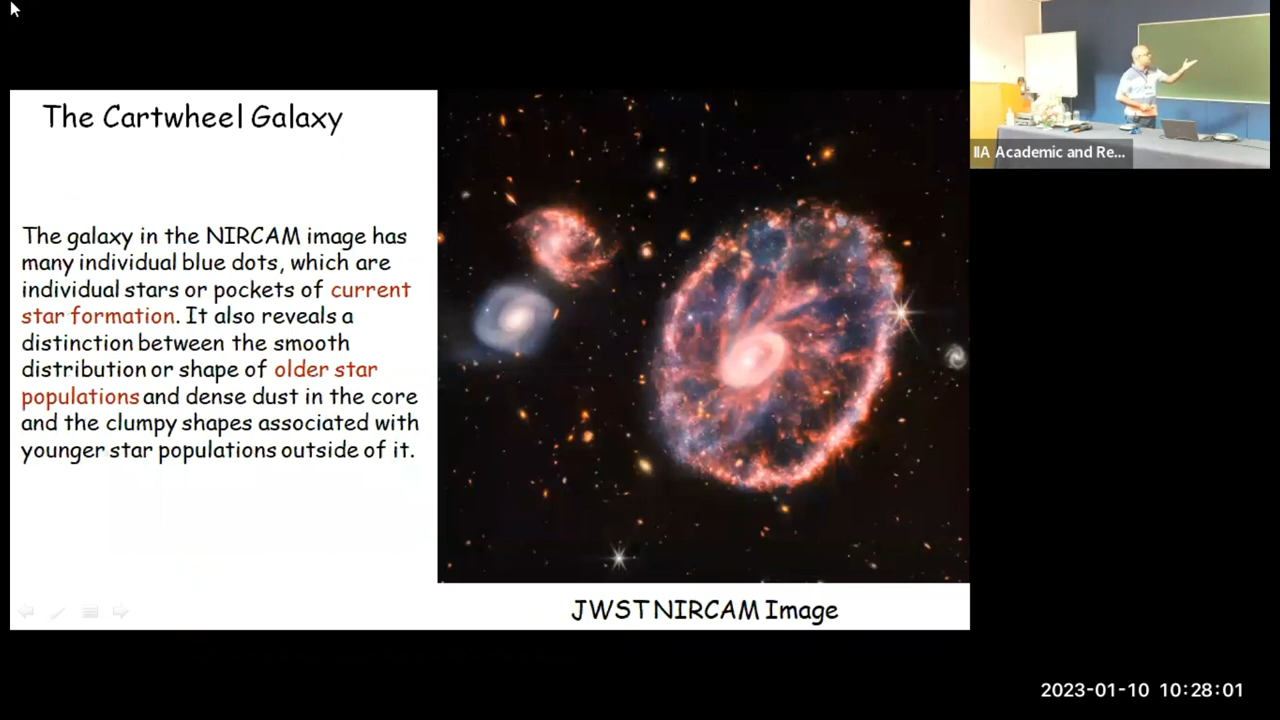 The Cartwheel Galaxy
The galaxy in the NIRCAM image has
many individual blue dots, which are
individual stars or pockets of current
star formation. It also reveals a
distinction between the smooth
distribution or shape of older star
populations and dense dust in the core
and the clumpy shapes associated with
younger star populations outside of it.
JWST NIRCAM Image
IIA Academic and Re...
2023-01-10 10:28:01